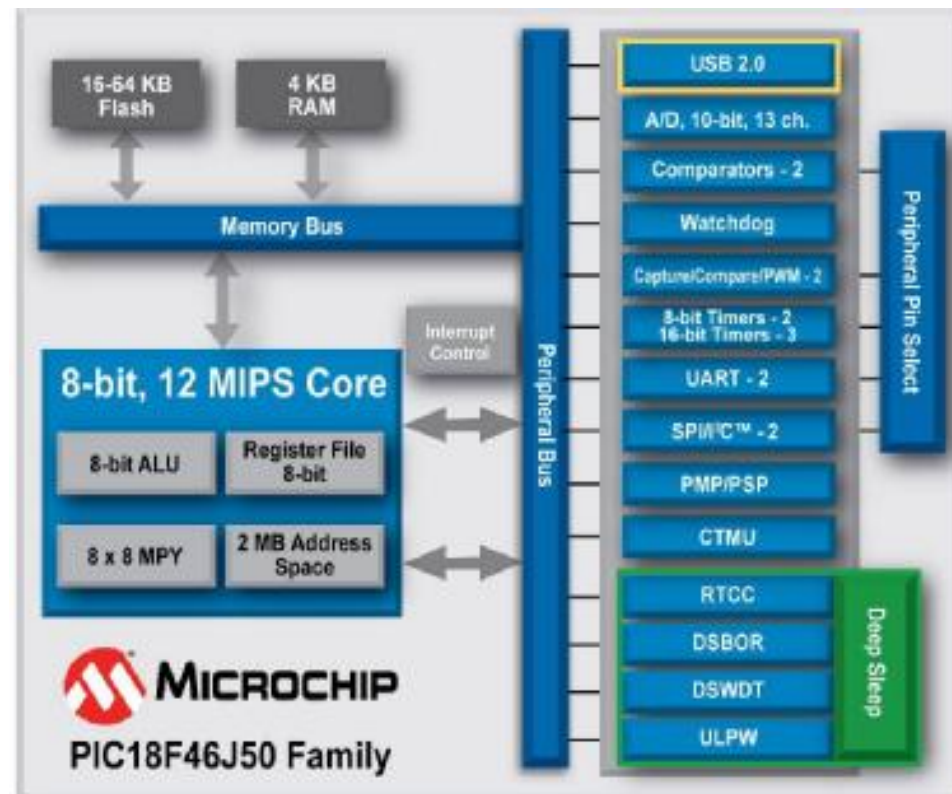 16-64 KB
Flash
4 KB
RAM
Memory Bus
Interrupt
Control
8-bit, 12 MIPS Core
8-bit ALU
Register File
8-bit
8 x 8 MPY
2 MB Address
Space
MICROCHIP
PIC18F46J50 Family
Peripheral Bus
USB 2.0
A/D, 10-bit, 13 ch.
Comparators - 2
Watchdog
Capture/Compare/PWM - 2
8-bit Timers - 2
16-bit Timers - 3
UART - 2
SPI/I²C™ - 2
PMP/PSP
CTMU
RTCC
DSBOR
DSWDT
ULPW
Peripheral Pin Select
Deep Sleep